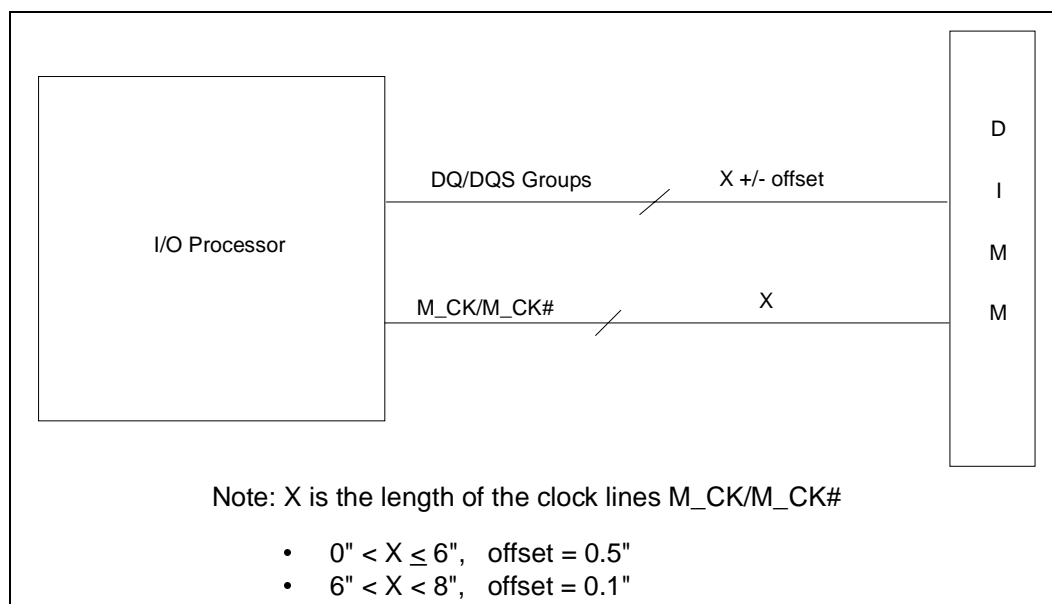 DQ/DQS Groups
X +/- offset
I/O Processor
M_CK/M_CK#
X
D
I
M
M
Note: X is the length of the clock lines M_CK/M_CK#
• 0" < X ≤ 6", offset = 0.5"
• 6" < X < 8", offset = 0.1"